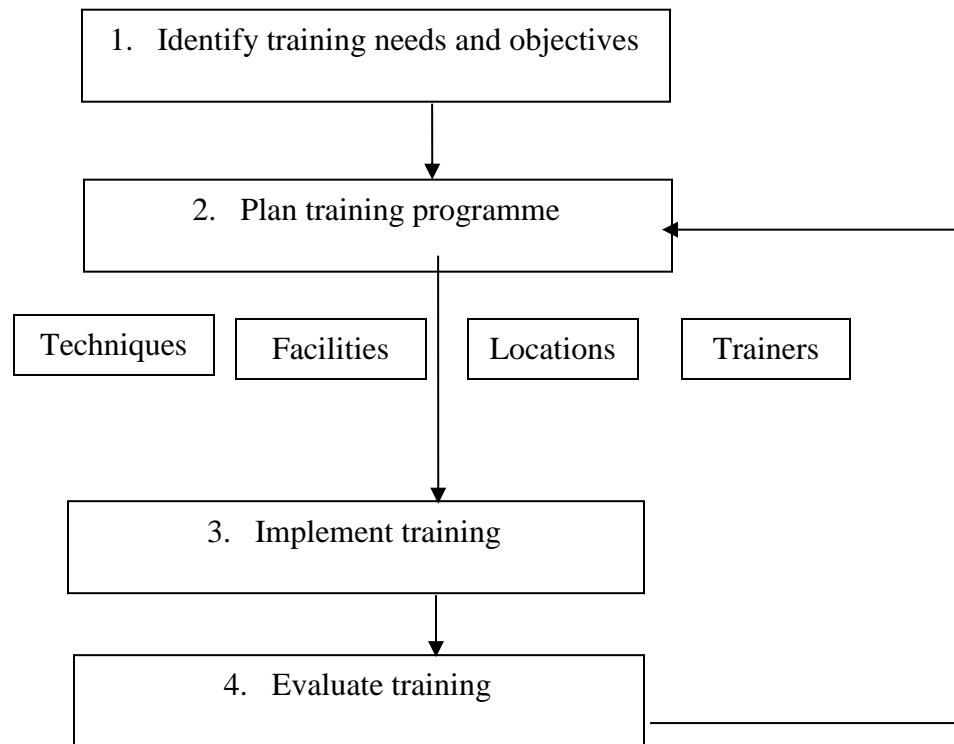 1. Identify training needs and objectives
2. Plan training programme
Techniques
Facilities
Locations
Trainers
3. Implement training
4. Evaluate training